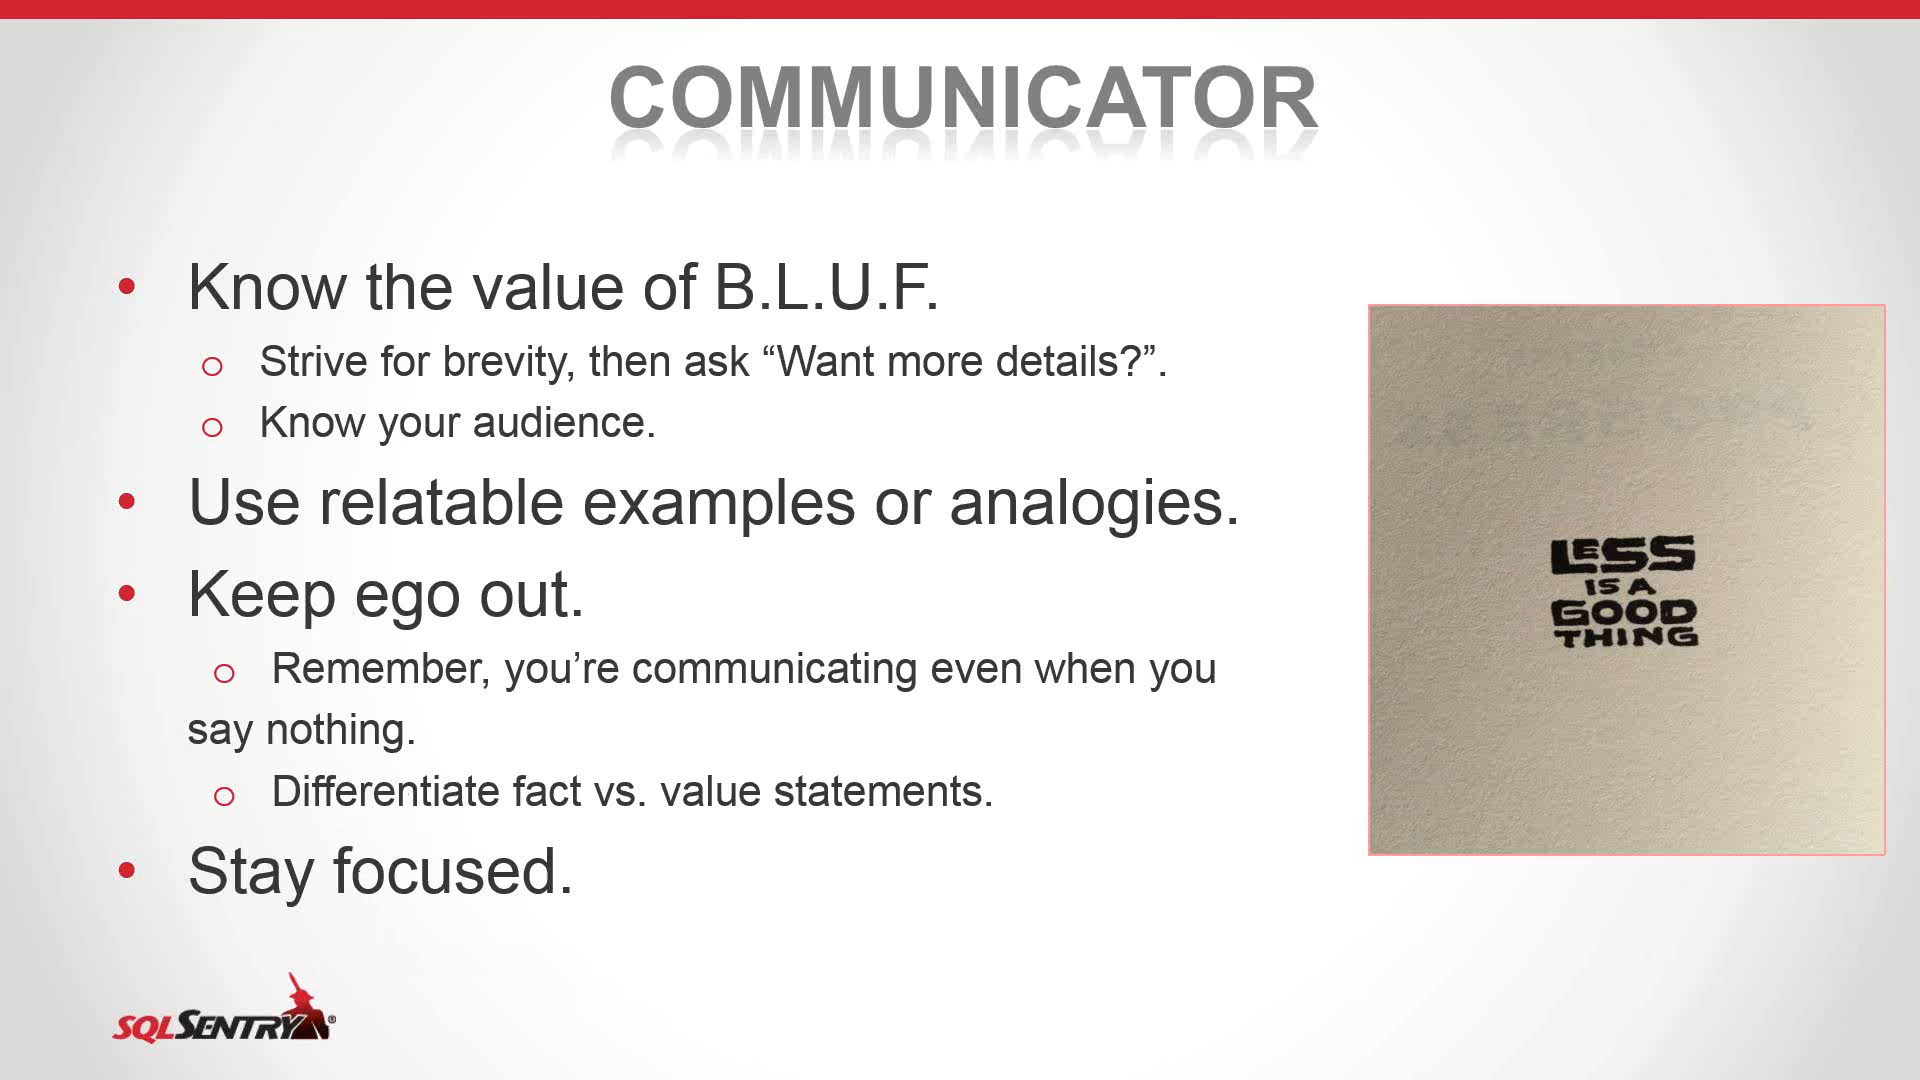 COMMUNICATOR
• Know the value of B.L.U.F.
o Strive for brevity, then ask “Want more details?”.
o Know your audience.
• Use relatable examples or analogies.
• Keep ego out.
o Remember, you’re communicating even when you
say nothing.
o Differentiate fact vs. value statements.
• Stay focused.
LESS
IS A
GOOD
THING
SQL SENTRY®